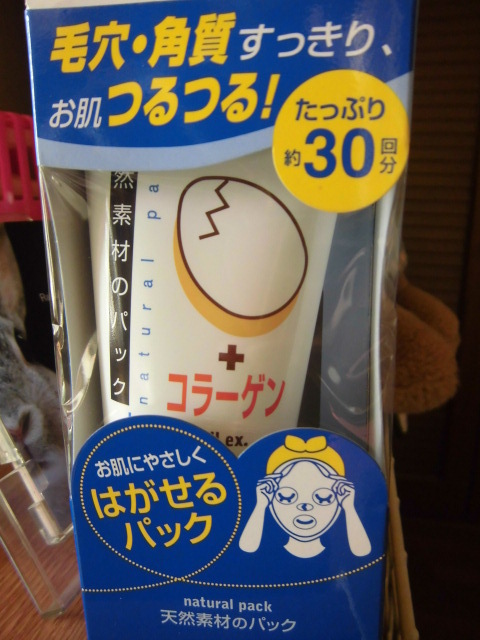 毛穴・角質すっきり、
お肌つるつる!
たっぷり
約30回分
然素材のパック
natural pa
+
コラーゲン
ex.
お肌にやさしく
はがせる
パック
natural pack
天然素材のパック